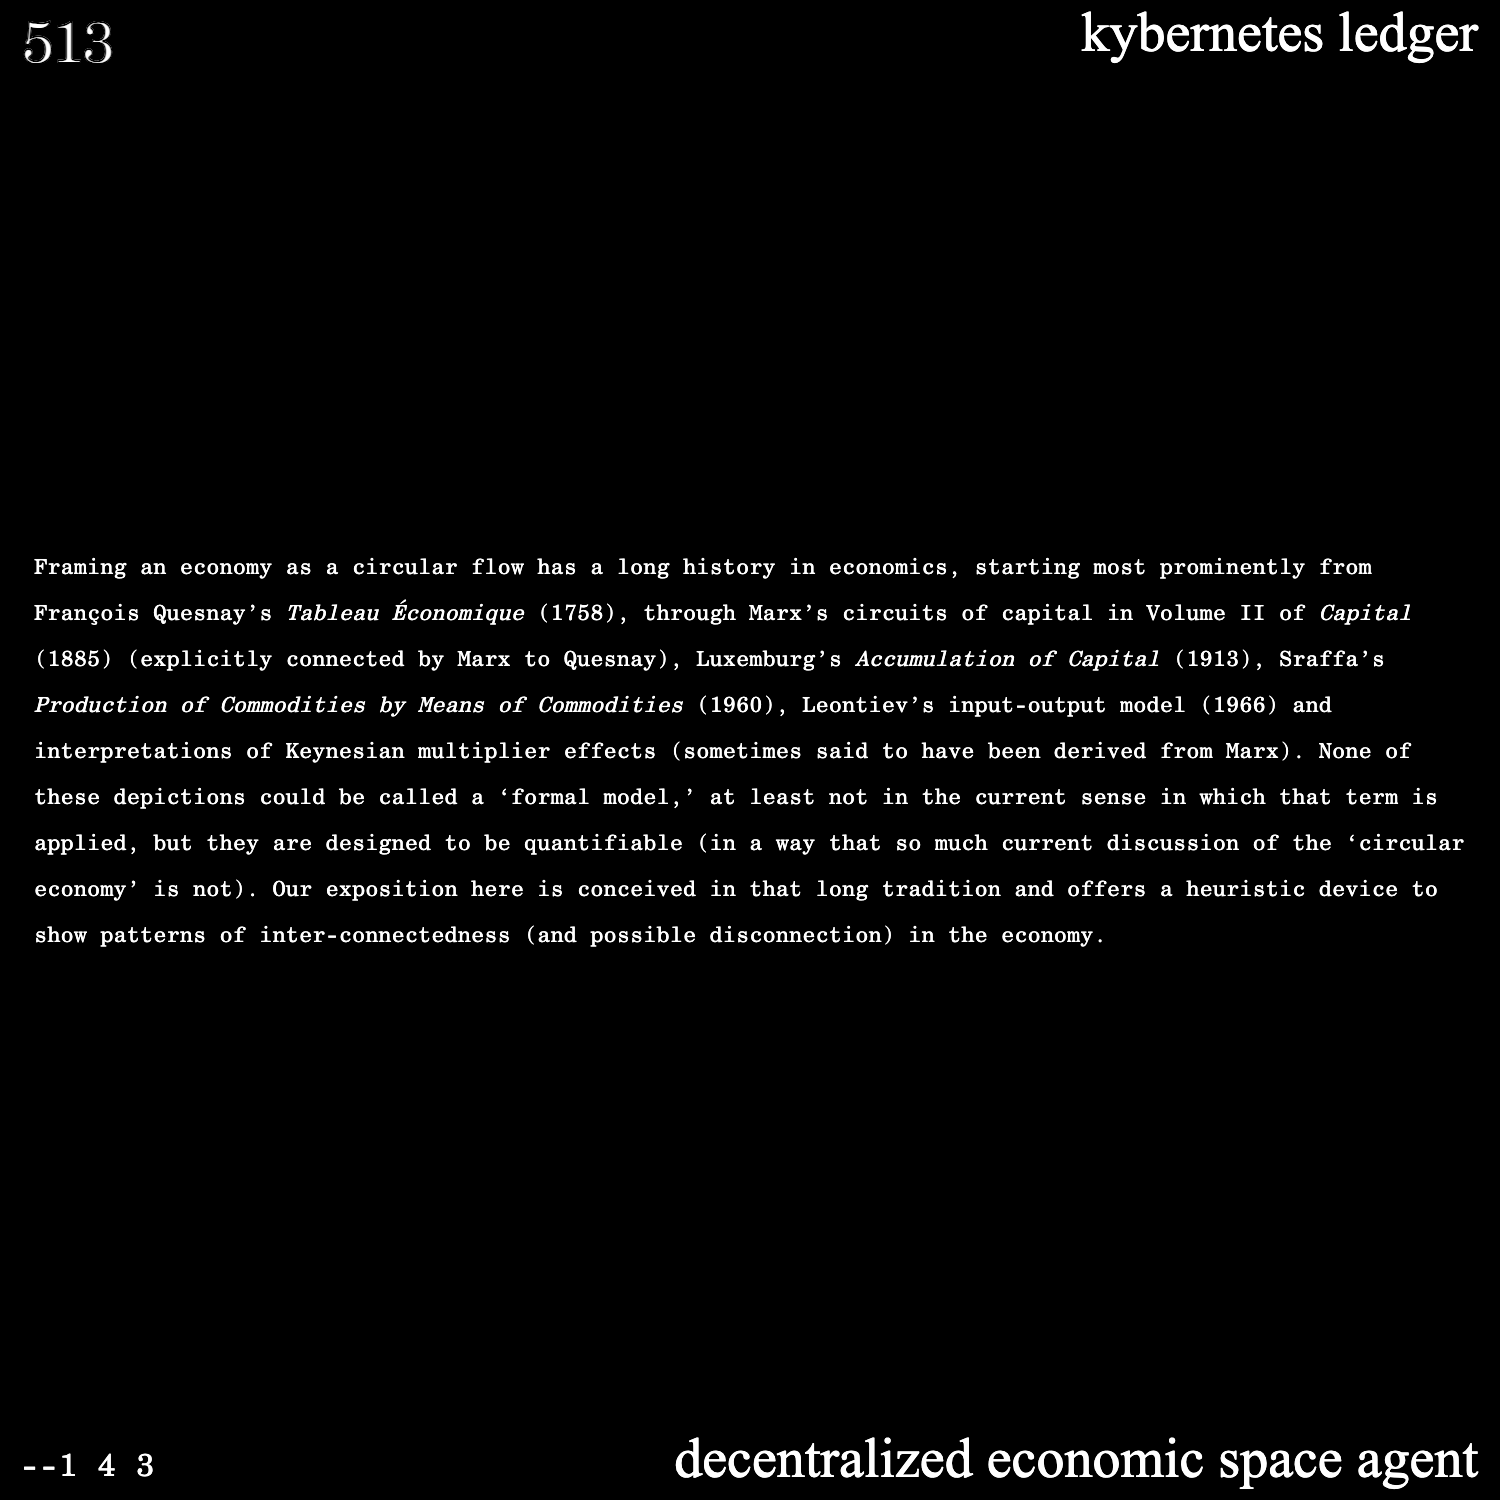 513
kybernetes ledger
Framing an economy as a circular flow has a long history in economics, starting most prominently from
François Quesnay’s Tableau Économique (1758), through Marx’s circuits of capital in Volume II of Capital
(1885) (explicitly connected by Marx to Quesnay), Luxemburg’s Accumulation of Capital (1913), Sraffa’s
Production of Commodities by Means of Commodities (1960), Leontiev’s input-output model (1966) and
interpretations of Keynesian multiplier effects (sometimes said to have been derived from Marx). None of
these depictions could be called a ‘formal model,’ at least not in the current sense in which that term is
applied, but they are designed to be quantifiable (in a way that so much current discussion of the ‘circular
economy’ is not). Our exposition here is conceived in that long tradition and offers a heuristic device to
show patterns of inter-connectedness (and possible disconnection) in the economy.
--1 4 3
decentralized economic space agent